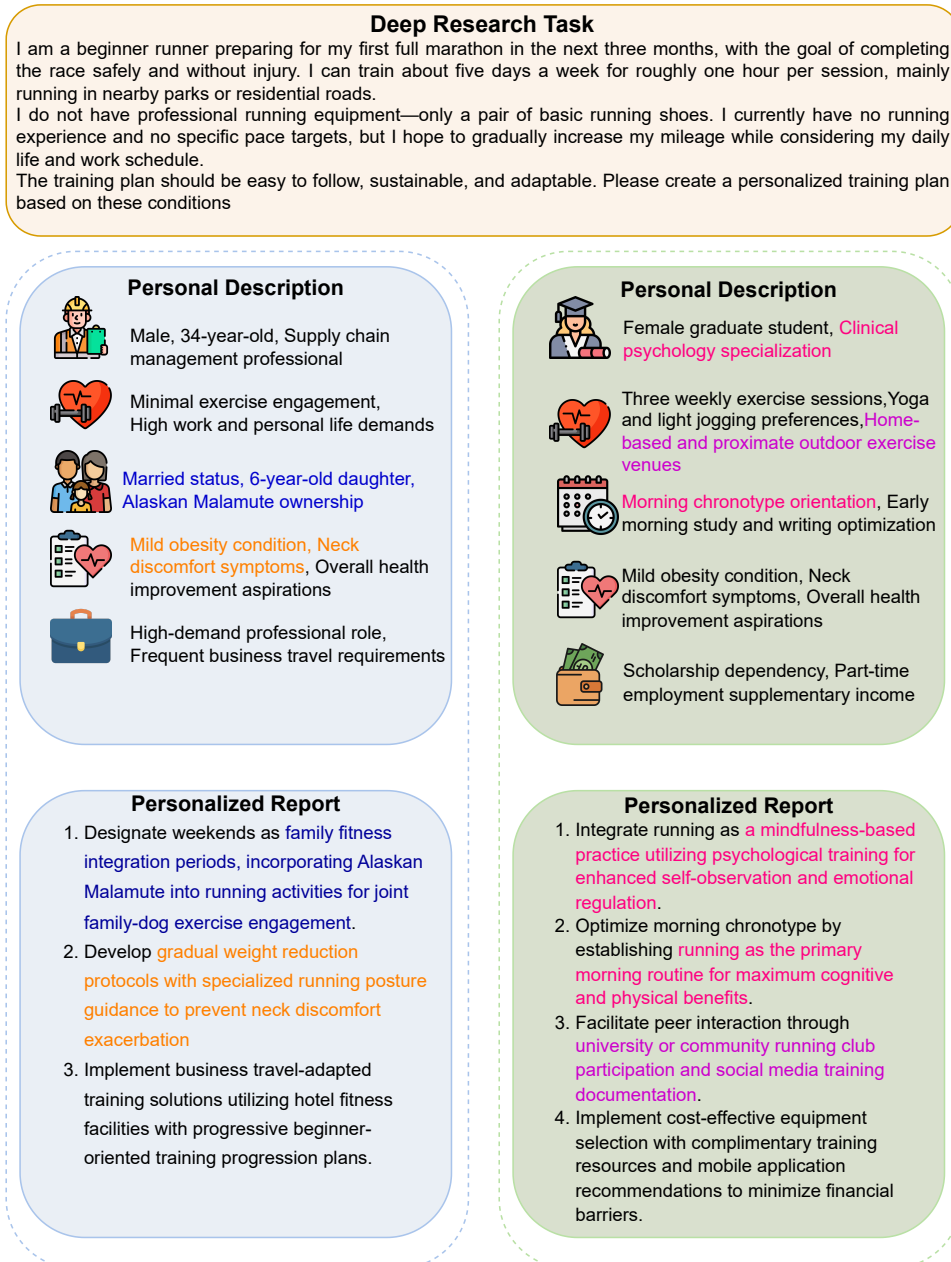 Deep Research Task
I am a beginner runner preparing for my first full marathon in the next three months, with the goal of completing
the race safely and without injury. I can train about five days a week for roughly one hour per session, mainly
running in nearby parks or residential roads.
I do not have professional running equipment—only a pair of basic running shoes. I currently have no running
experience and no specific pace targets, but I hope to gradually increase my mileage while considering my daily
life and work schedule.
The training plan should be easy to follow, sustainable, and adaptable. Please create a personalized training plan
based on these conditions
Personal Description
Male, 34-year-old, Supply chain
management professional
Minimal exercise engagement,
High work and personal life demands
Married status, 6-year-old daughter,
Alaskan Malamute ownership
Mild obesity condition, Neck
discomfort symptoms, Overall health
improvement aspirations
High-demand professional role,
Frequent business travel requirements
Personal Description
Female graduate student, Clinical
psychology specialization
Three weekly exercise sessions,Yoga
and light jogging preferences,Home-
based and proximate outdoor exercise
venues
Morning chronotype orientation, Early
morning study and writing optimization
Mild obesity condition, Neck
discomfort symptoms, Overall health
improvement aspirations
Scholarship dependency, Part-time
employment supplementary income
Personalized Report
1. Designate weekends as family fitness
integration periods, incorporating Alaskan
Malamute into running activities for joint
family-dog exercise engagement.
2. Develop gradual weight reduction
protocols with specialized running posture
guidance to prevent neck discomfort
exacerbation
3. Implement business travel-adapted
training solutions utilizing hotel fitness
facilities with progressive beginner-
oriented training progression plans.
Personalized Report
1. Integrate running as a mindfulness-based
practice utilizing psychological training for
enhanced self-observation and emotional
regulation.
2. Optimize morning chronotype by
establishing running as the primary
morning routine for maximum cognitive
and physical benefits.
3. Facilitate peer interaction through
university or community running club
participation and social media training
documentation.
4. Implement cost-effective equipment
selection with complimentary training
resources and mobile application
recommendations to minimize financial
barriers.